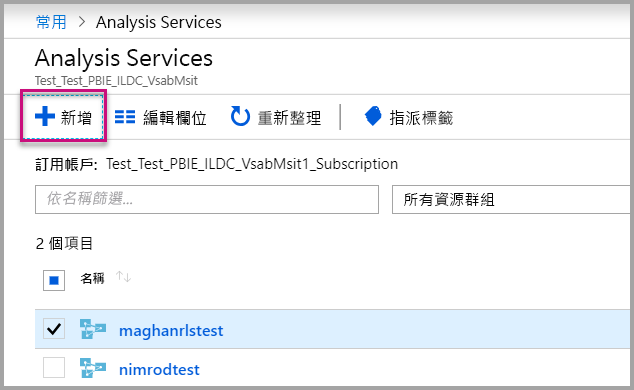 常用 > Analysis Services
Analysis Services
Test_Test_PBIE_ILDC_VsabMsit
新增 編輯欄位 重新整理 指派標籤
訂用帳戶: Test_Test_PBIE_ILDC_VsabMsit1_Subscription
依名稱篩選... 所有資源群組
2 個項目
名稱 ↑↓
maghanrlstest
nimrodtest